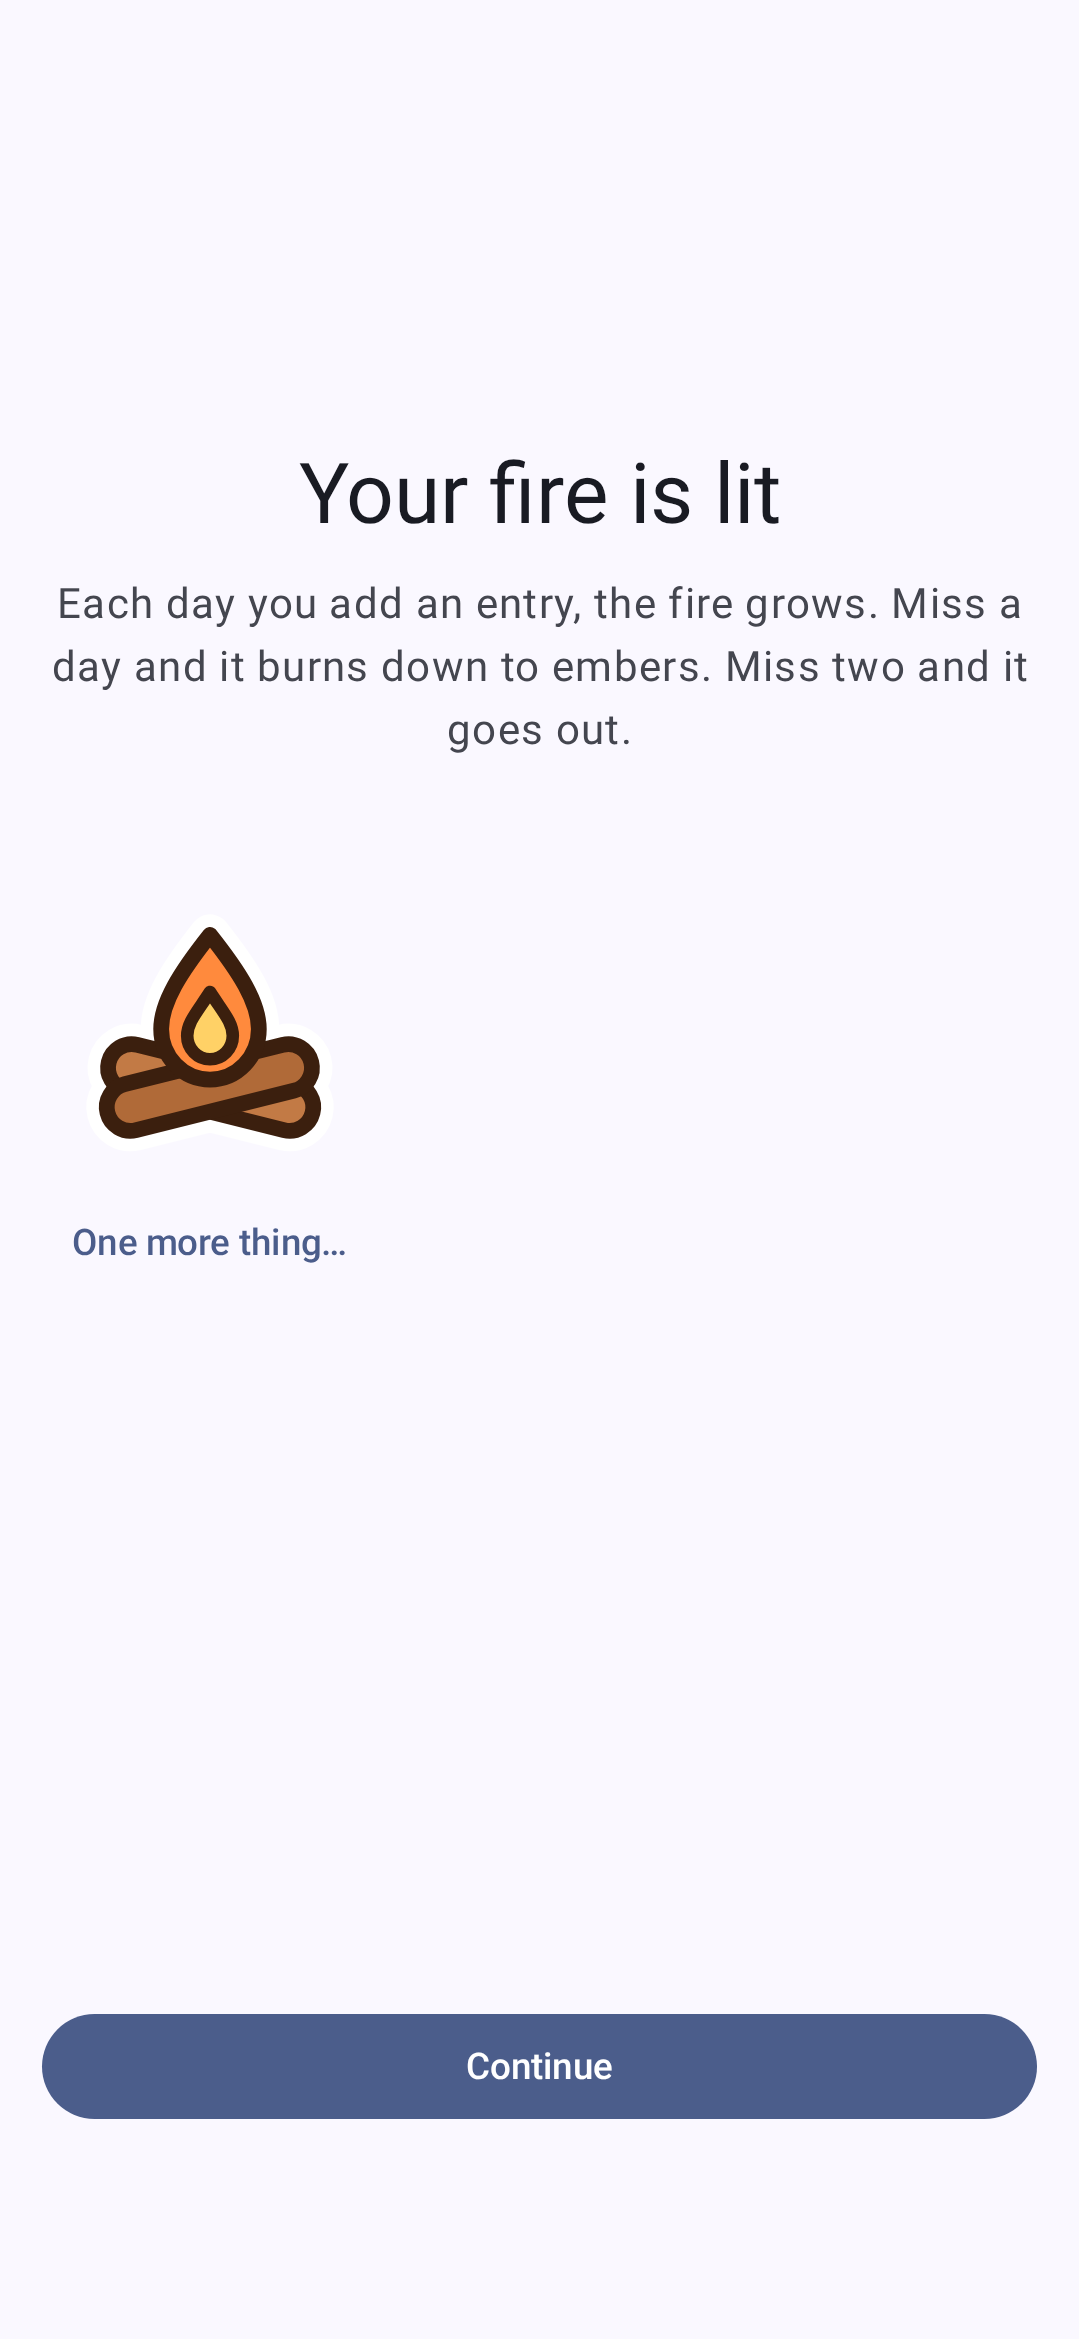 Your fire is lit
Each day you add an entry, the fire grows. Miss a
day and it burns down to embers. Miss two and it
goes out.
One more thing...
Continue